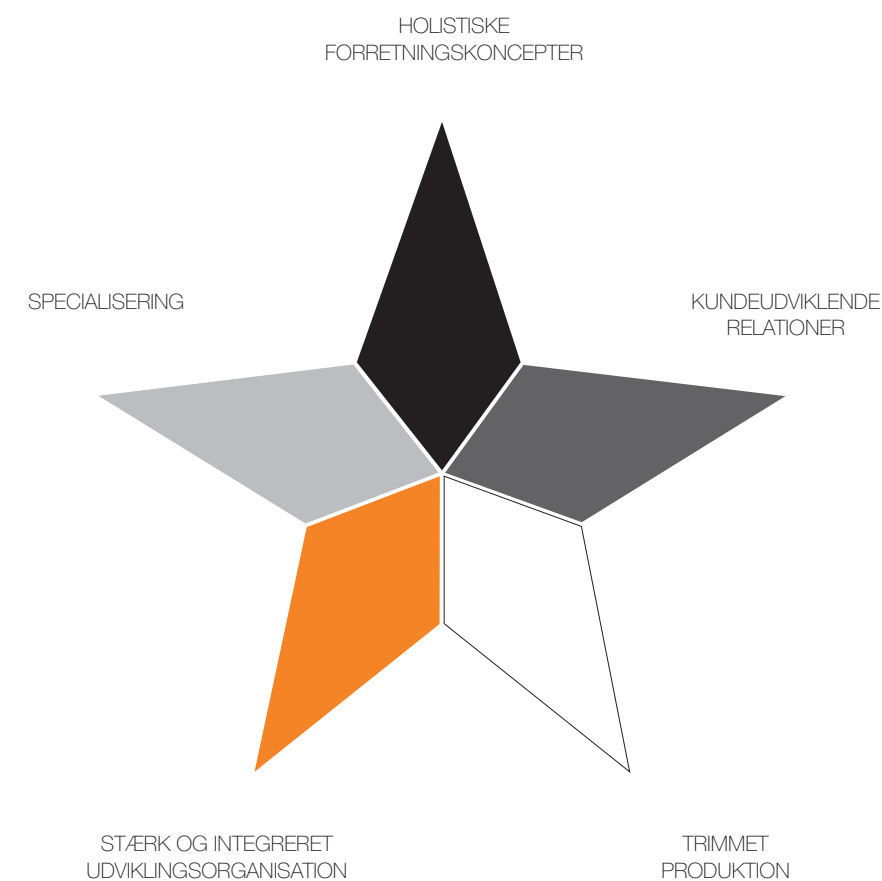 HOLISTISKE
FORRETNINGSKONCEPTER
SPECIALISERING
KUNDEUDVIKLENDE
RELATIONER
STÆRK OG INTEGRERET
UDVIKLINGSORGANISATION
TRIMMET
PRODUKTION